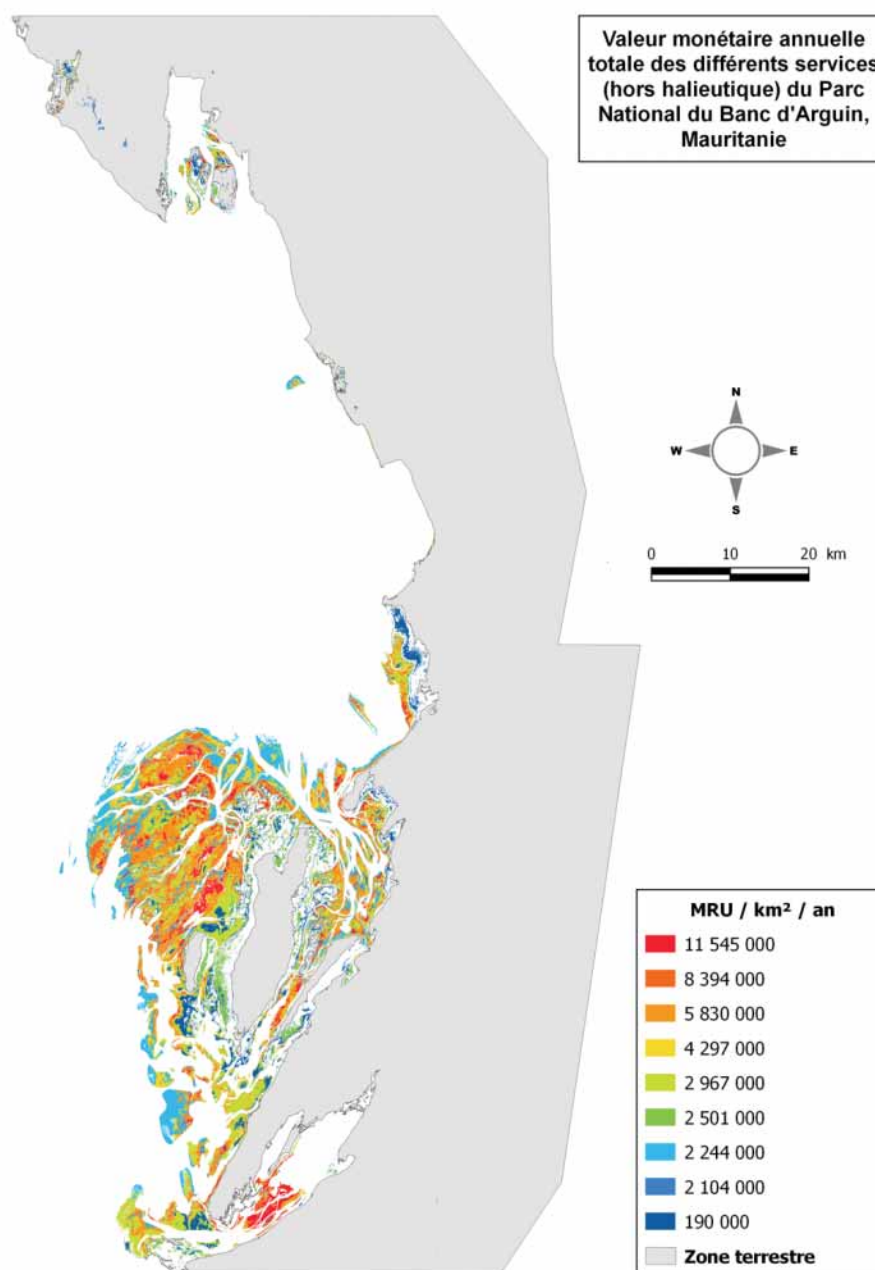 Valeur monétaire annuelle
totale des différents services
(hors halieutique) du Parc
National du Banc d'Arguin,
Mauritanie
N
W
E
S
0 10 20 km
MRU / km² / an
11 545 000
8 394 000
5 830 000
4 297 000
2 967 000
2 501 000
2 244 000
2 104 000
190 000
Zone terrestre